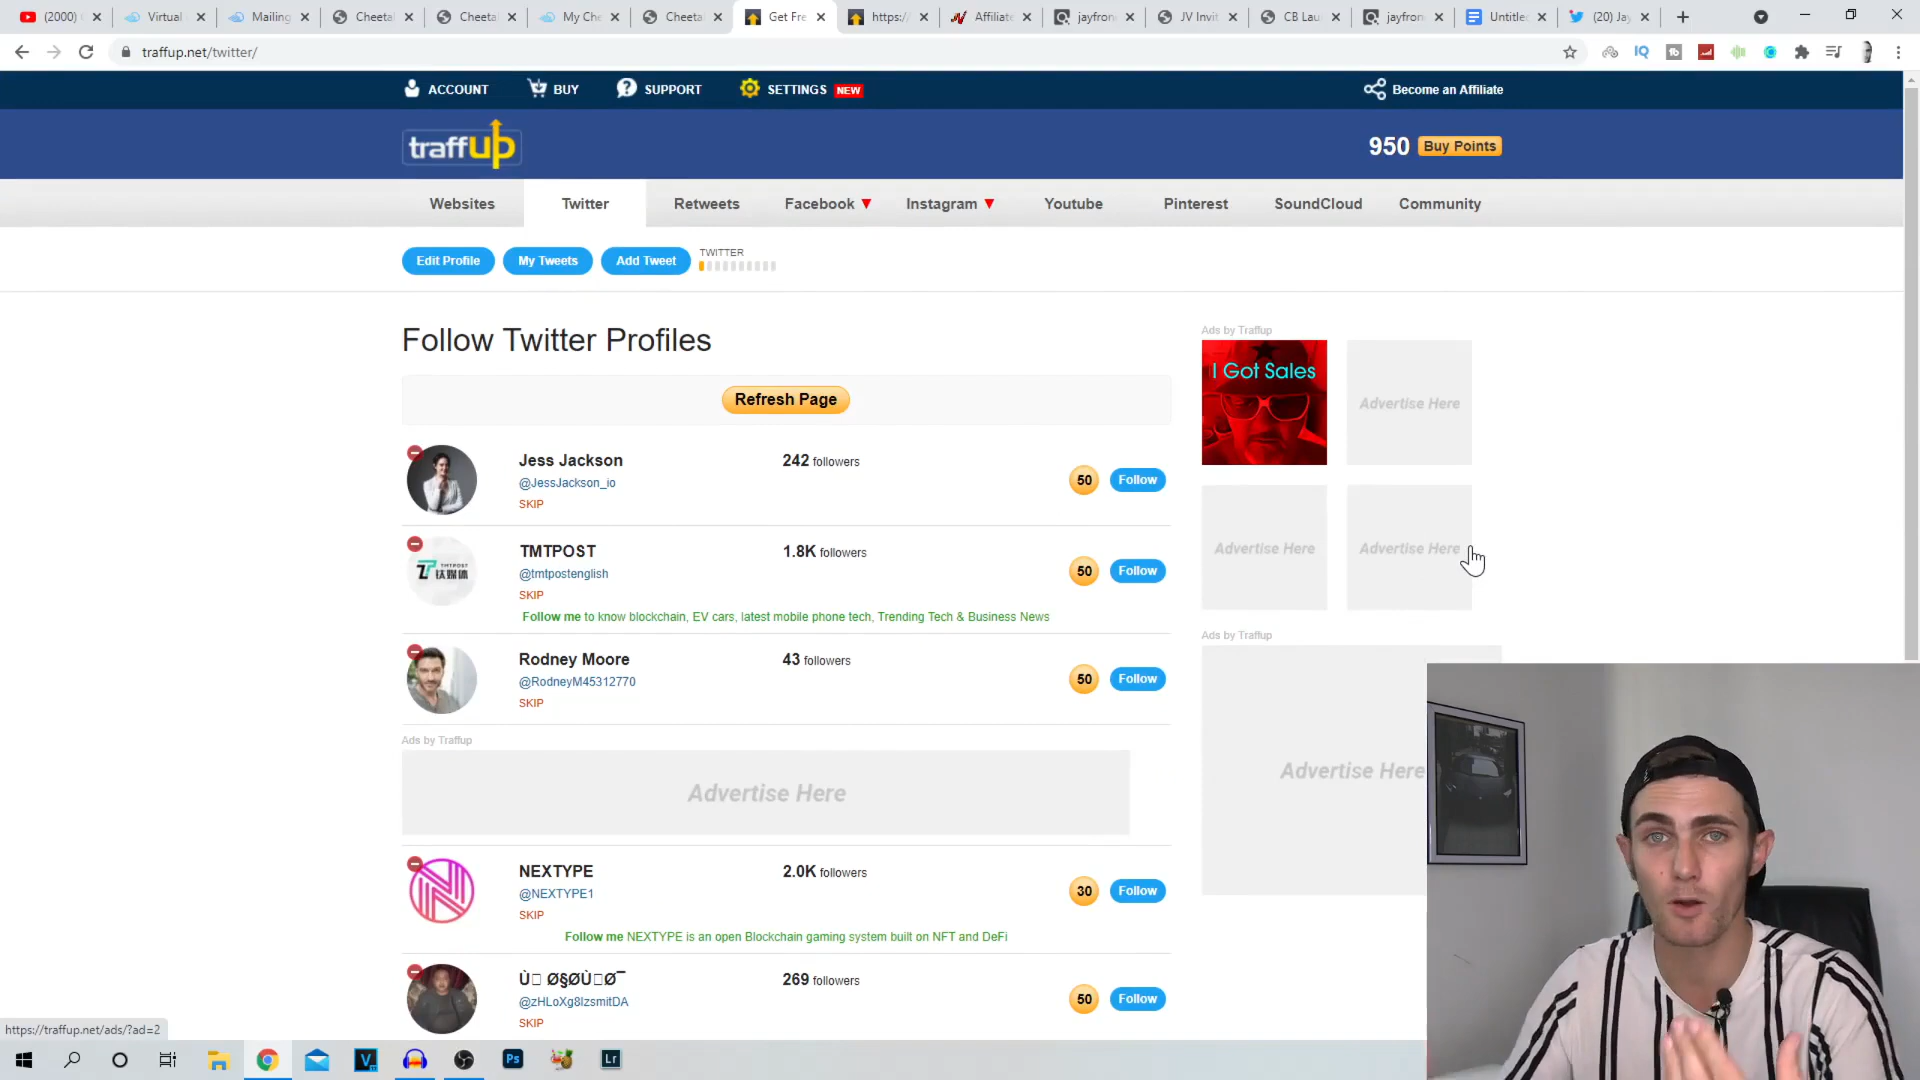 (2000)
Virtual
Mailing
Cheeta
Cheeta
My Che
Cheeta
Get Fre
https:/
Affiliate
jayfron
JV Invit
CB Lau
jayfron
Untitle
(20) Jay
traffup.net/twitter/
ACCOUNT BUY SUPPORT SETTINGS NEW Become an Affiliate
traffup 950 Buy Points
Websites Twitter Retweets Facebook Instagram Youtube Pinterest SoundCloud Community
Edit Profile My Tweets Add Tweet TWITTER
Follow Twitter Profiles
Refresh Page
Jess Jackson 242 followers
@JessJackson_io 50 Follow
SKIP
TMTPOST 1.8K followers
@tmtpostenglish 50 Follow
SKIP
TMTPOST
钛媒体
Follow me to know blockchain, EV cars, latest mobile phone tech, Trending Tech & Business News
Rodney Moore 43 followers
@RodneyM45312770 50 Follow
SKIP
Ads by Traffup
Advertise Here
NEXTYPE 2.0K followers
@NEXTYPE1 30 Follow
SKIP
Follow me NEXTYPE is an open Blockchain gaming system built on NFT and DeFi
269 followers
50 Follow
SKIP
Ads by Traffup
I Got Sales
Advertise Here
Advertise Here
Advertise Here
Ads by Traffup
Advertise Here
https://traffup.net/ads/?ad=2
Ps
Lr